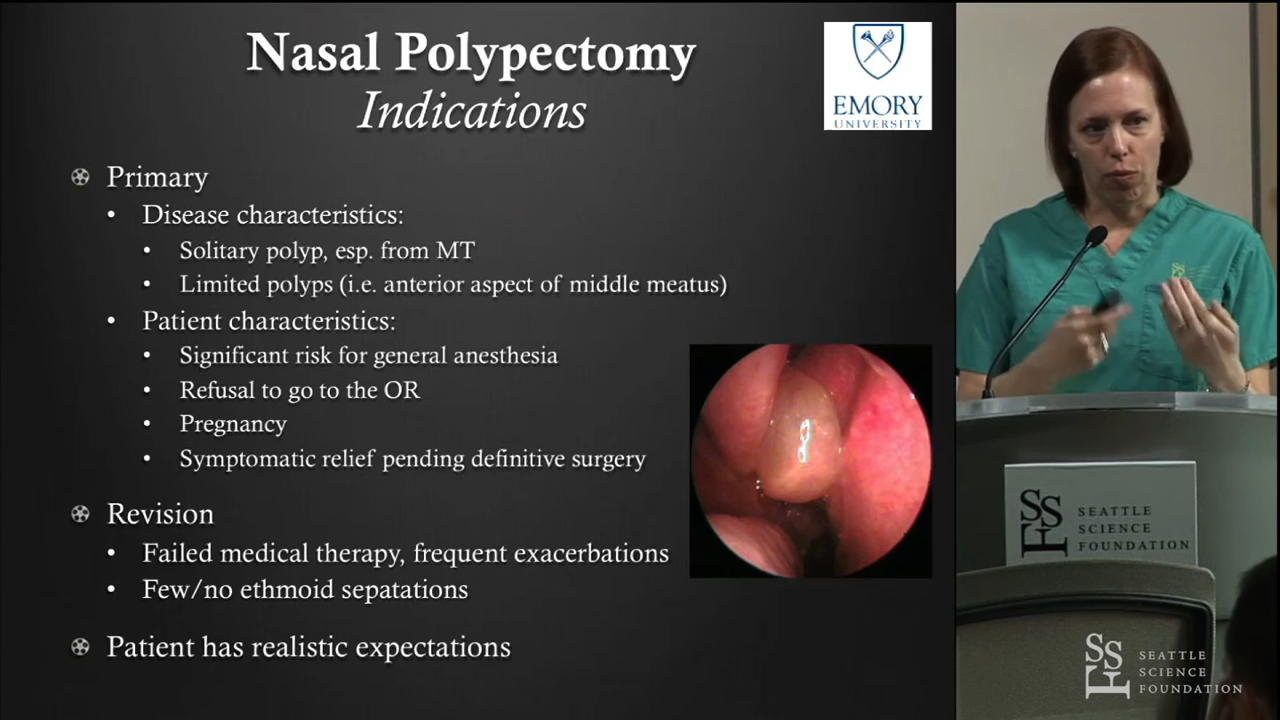 Nasal Polypectomy
Indications
EMORY
UNIVERSITY
Primary
• Disease characteristics:
• Solitary polyp, esp. from MT
• Limited polyps (i.e. anterior aspect of middle meatus)
• Patient characteristics:
• Significant risk for general anesthesia
• Refusal to go to the OR
• Pregnancy
• Symptomatic relief pending definitive surgery
Revision
• Failed medical therapy, frequent exacerbations
• Few/no ethmoid sepatations
Patient has realistic expectations
SSF
SEATTLE
SCIENCE
FOUNDATION
SSF
SEATTLE
SCIENCE
FOUNDATION